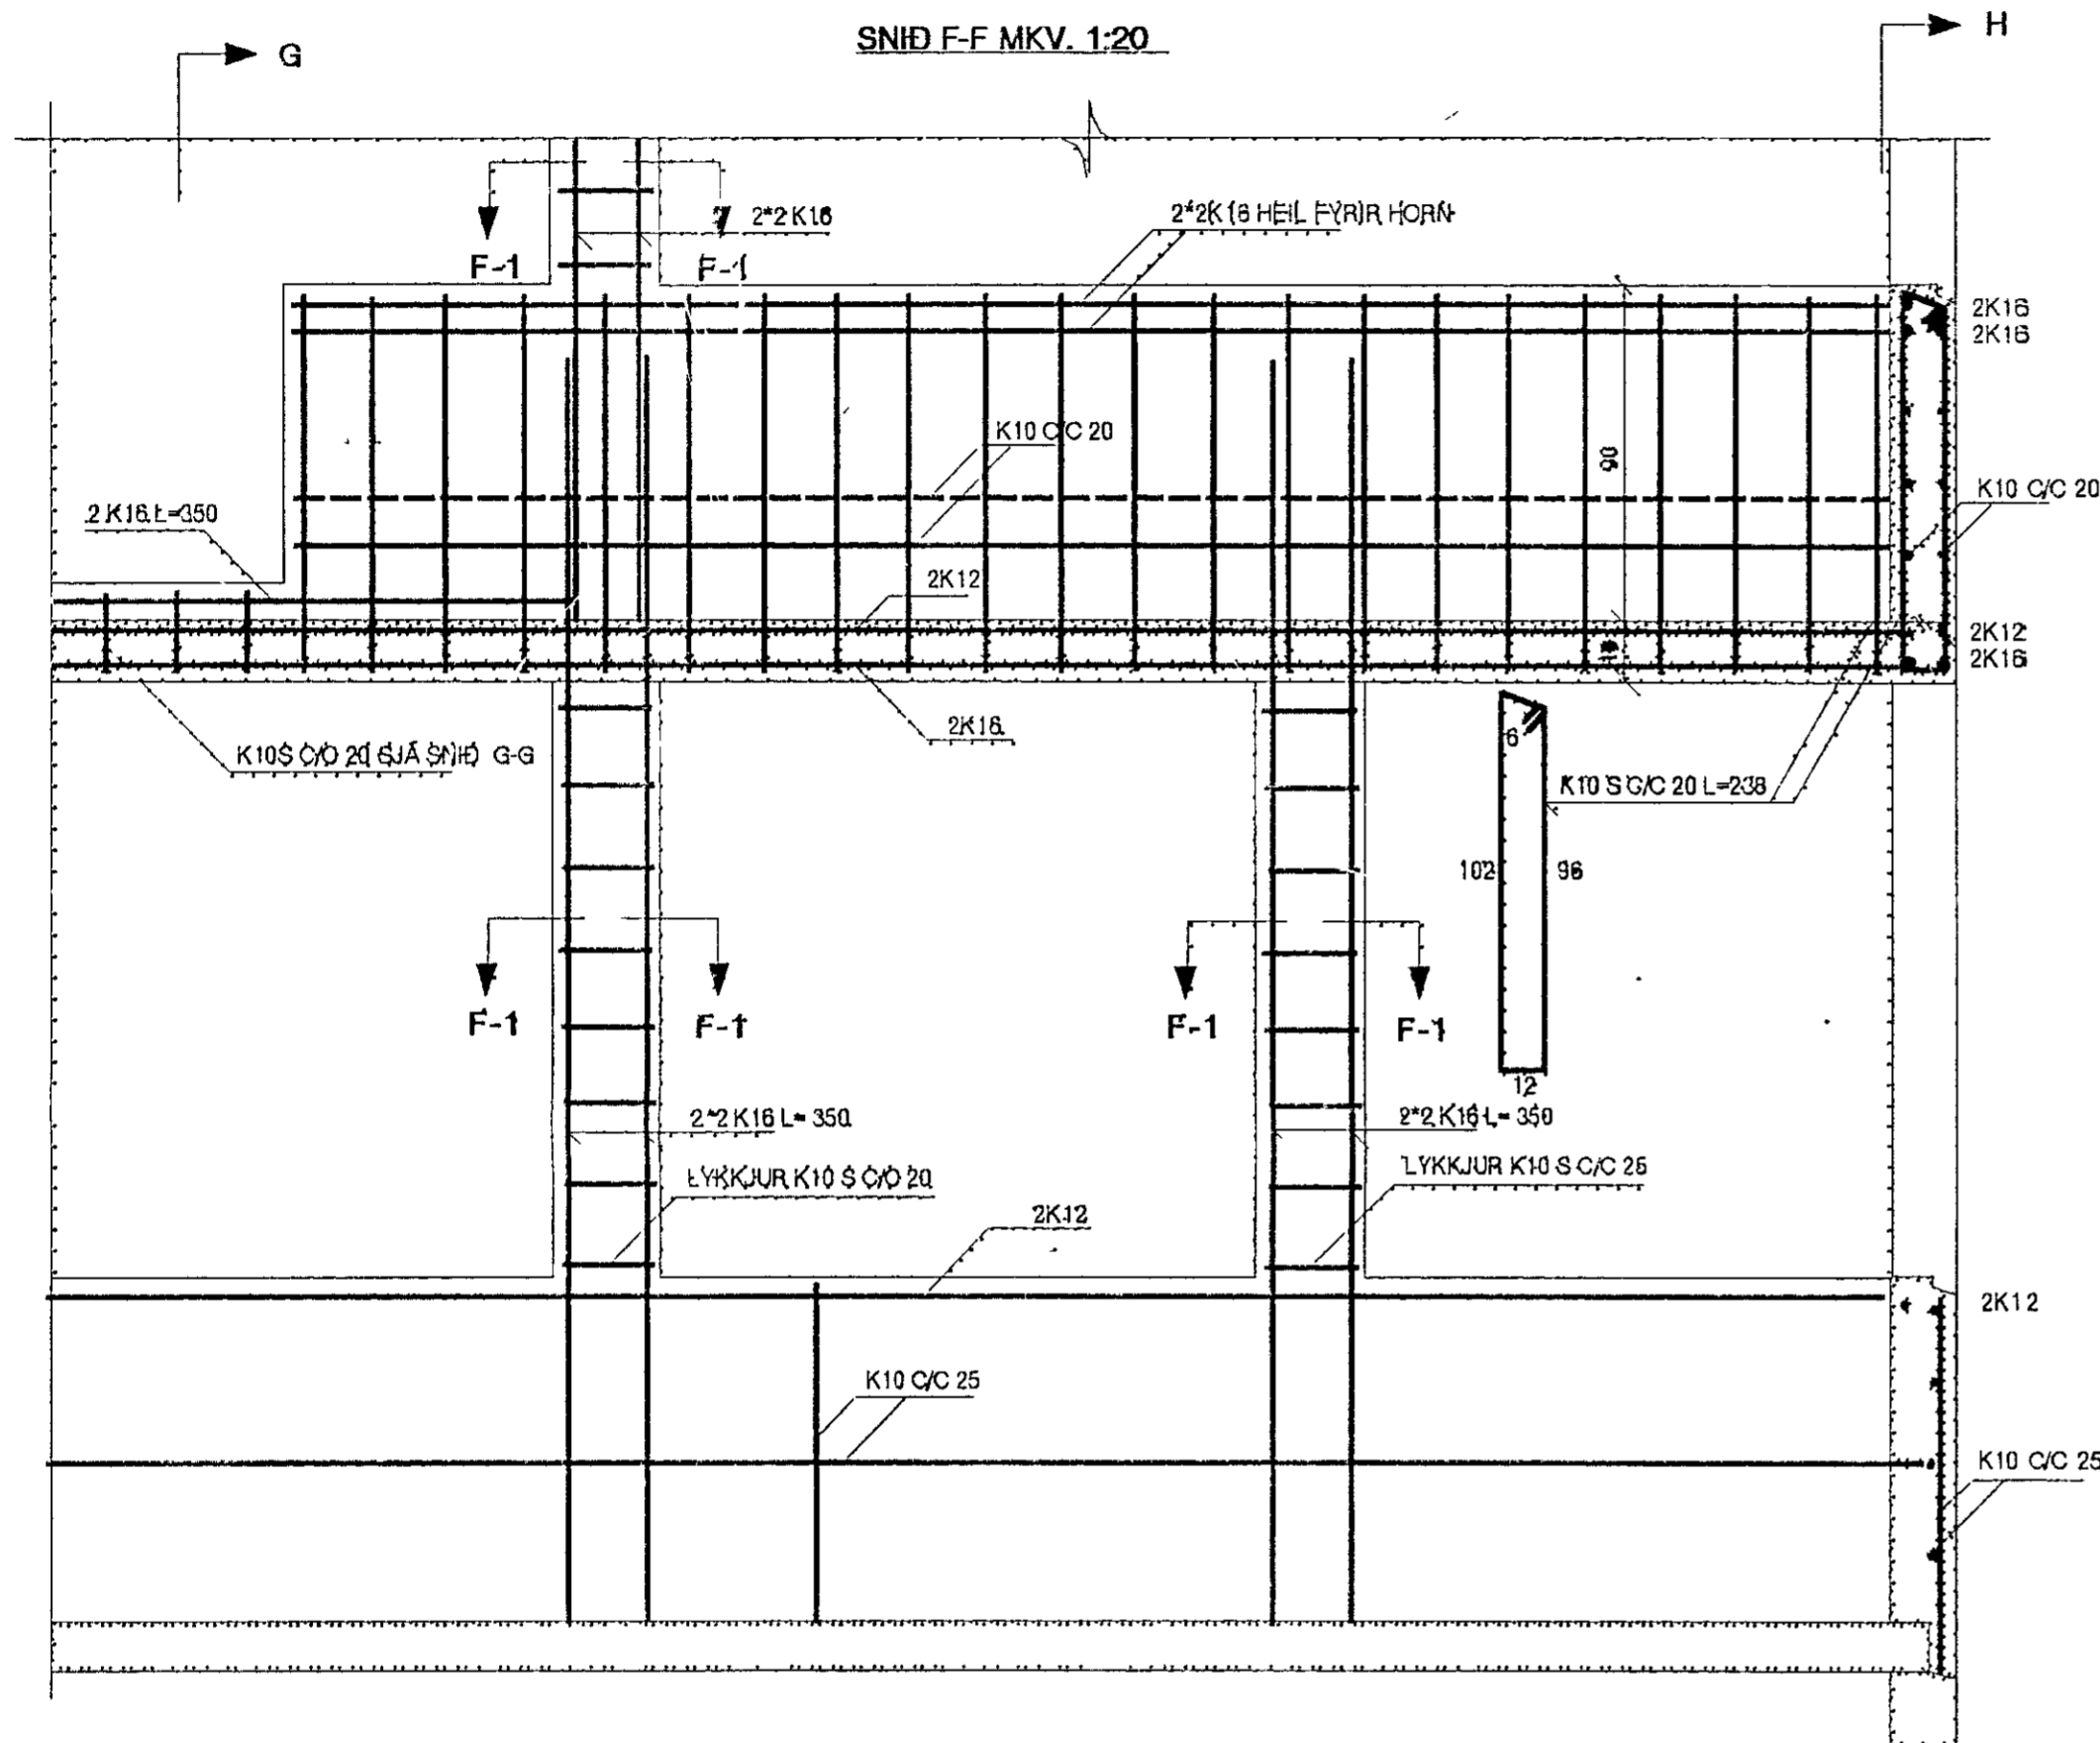 SNIÐ F-F MKV. 1:20
G
H
2*2 K16
2*2K16 HEIL FYRIR HORN
F-1
F-1
2K16
2K16
K10 C/C 20
90
K10 C/C 20
2 K16 L=350
2K12
2K12
2K16
2K16
K10S C/C 20 SJÁ SNIÐ G-G
6
K10 S C/C 20 L=238
102
96
F-1
F-1
F-1
F-1
12
2*2 K16 L= 350
2*2 K16 L= 350
LYKKJUR K10 S C/C 20
LYKKJUR K10 S C/C 25
2K12
2K12
K10 C/C 25
K10 C/C 25